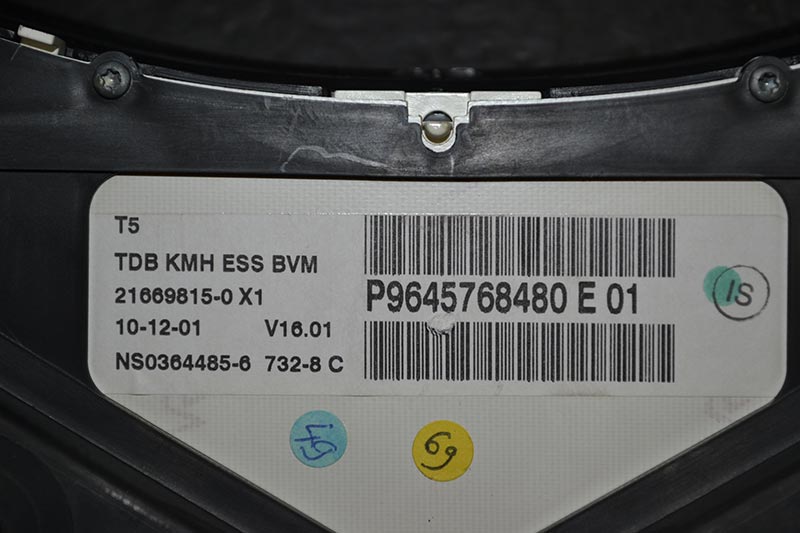 T5
TDB KMH ESS BVM
21669815-0 X1
10-12-01 V16.01
NS0364485-6 732-8 C
P9645768480 E 01
IS
69